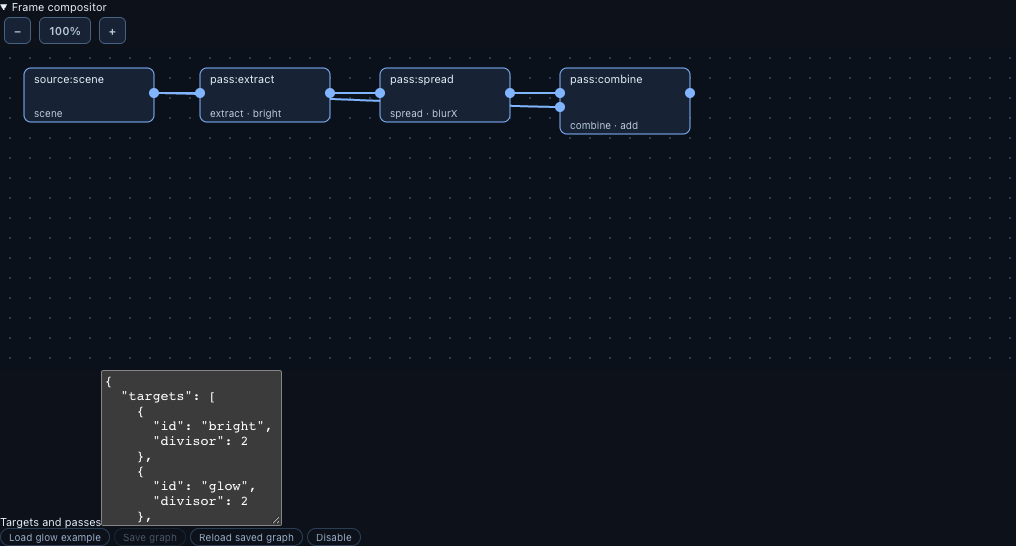 ▼ Frame compositor
− 100% +
source:scene pass:extract pass:spread pass:combine
scene extract · bright spread · blurX combine · add
{
  "targets": [
    {
      "id": "bright",
      "divisor": 2
    },
    {
      "id": "glow",
      "divisor": 2
    },
Targets and passes
Load glow example Save graph Reload saved graph Disable